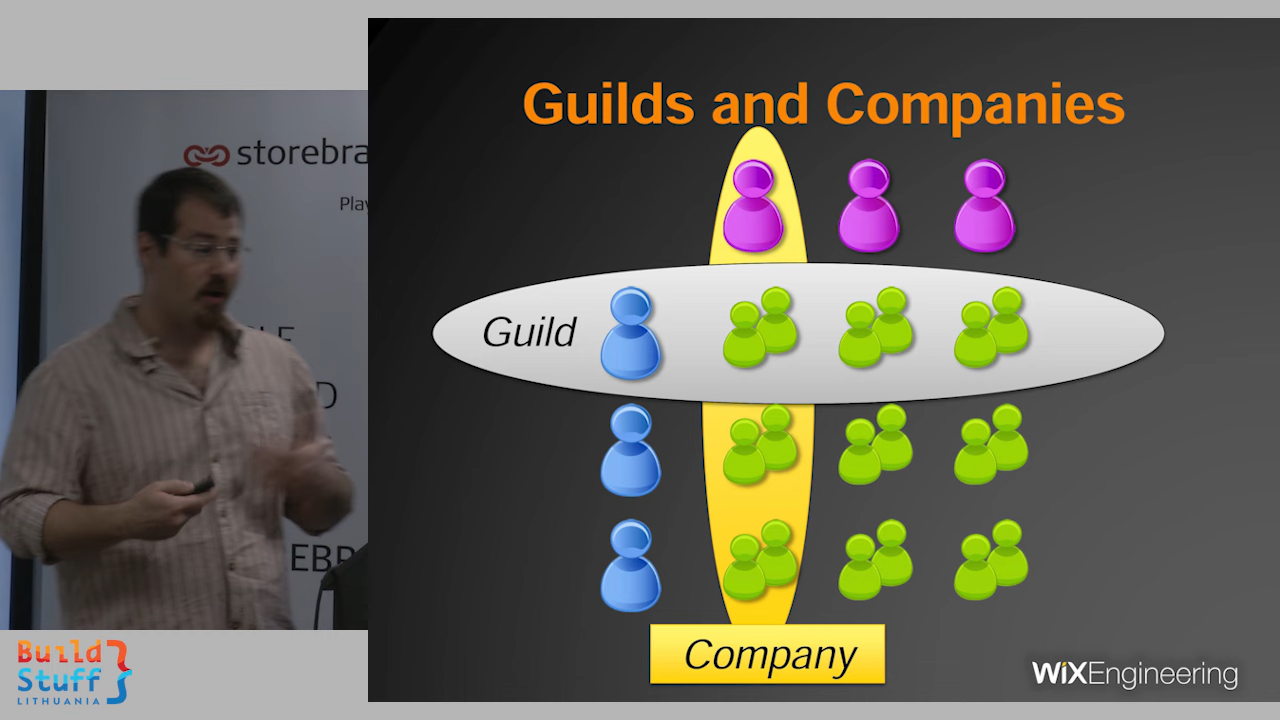 Guilds and Companies
storebra
Play
Guild
Company
WiXEngineering
Build
Stuff
LITHUANIA